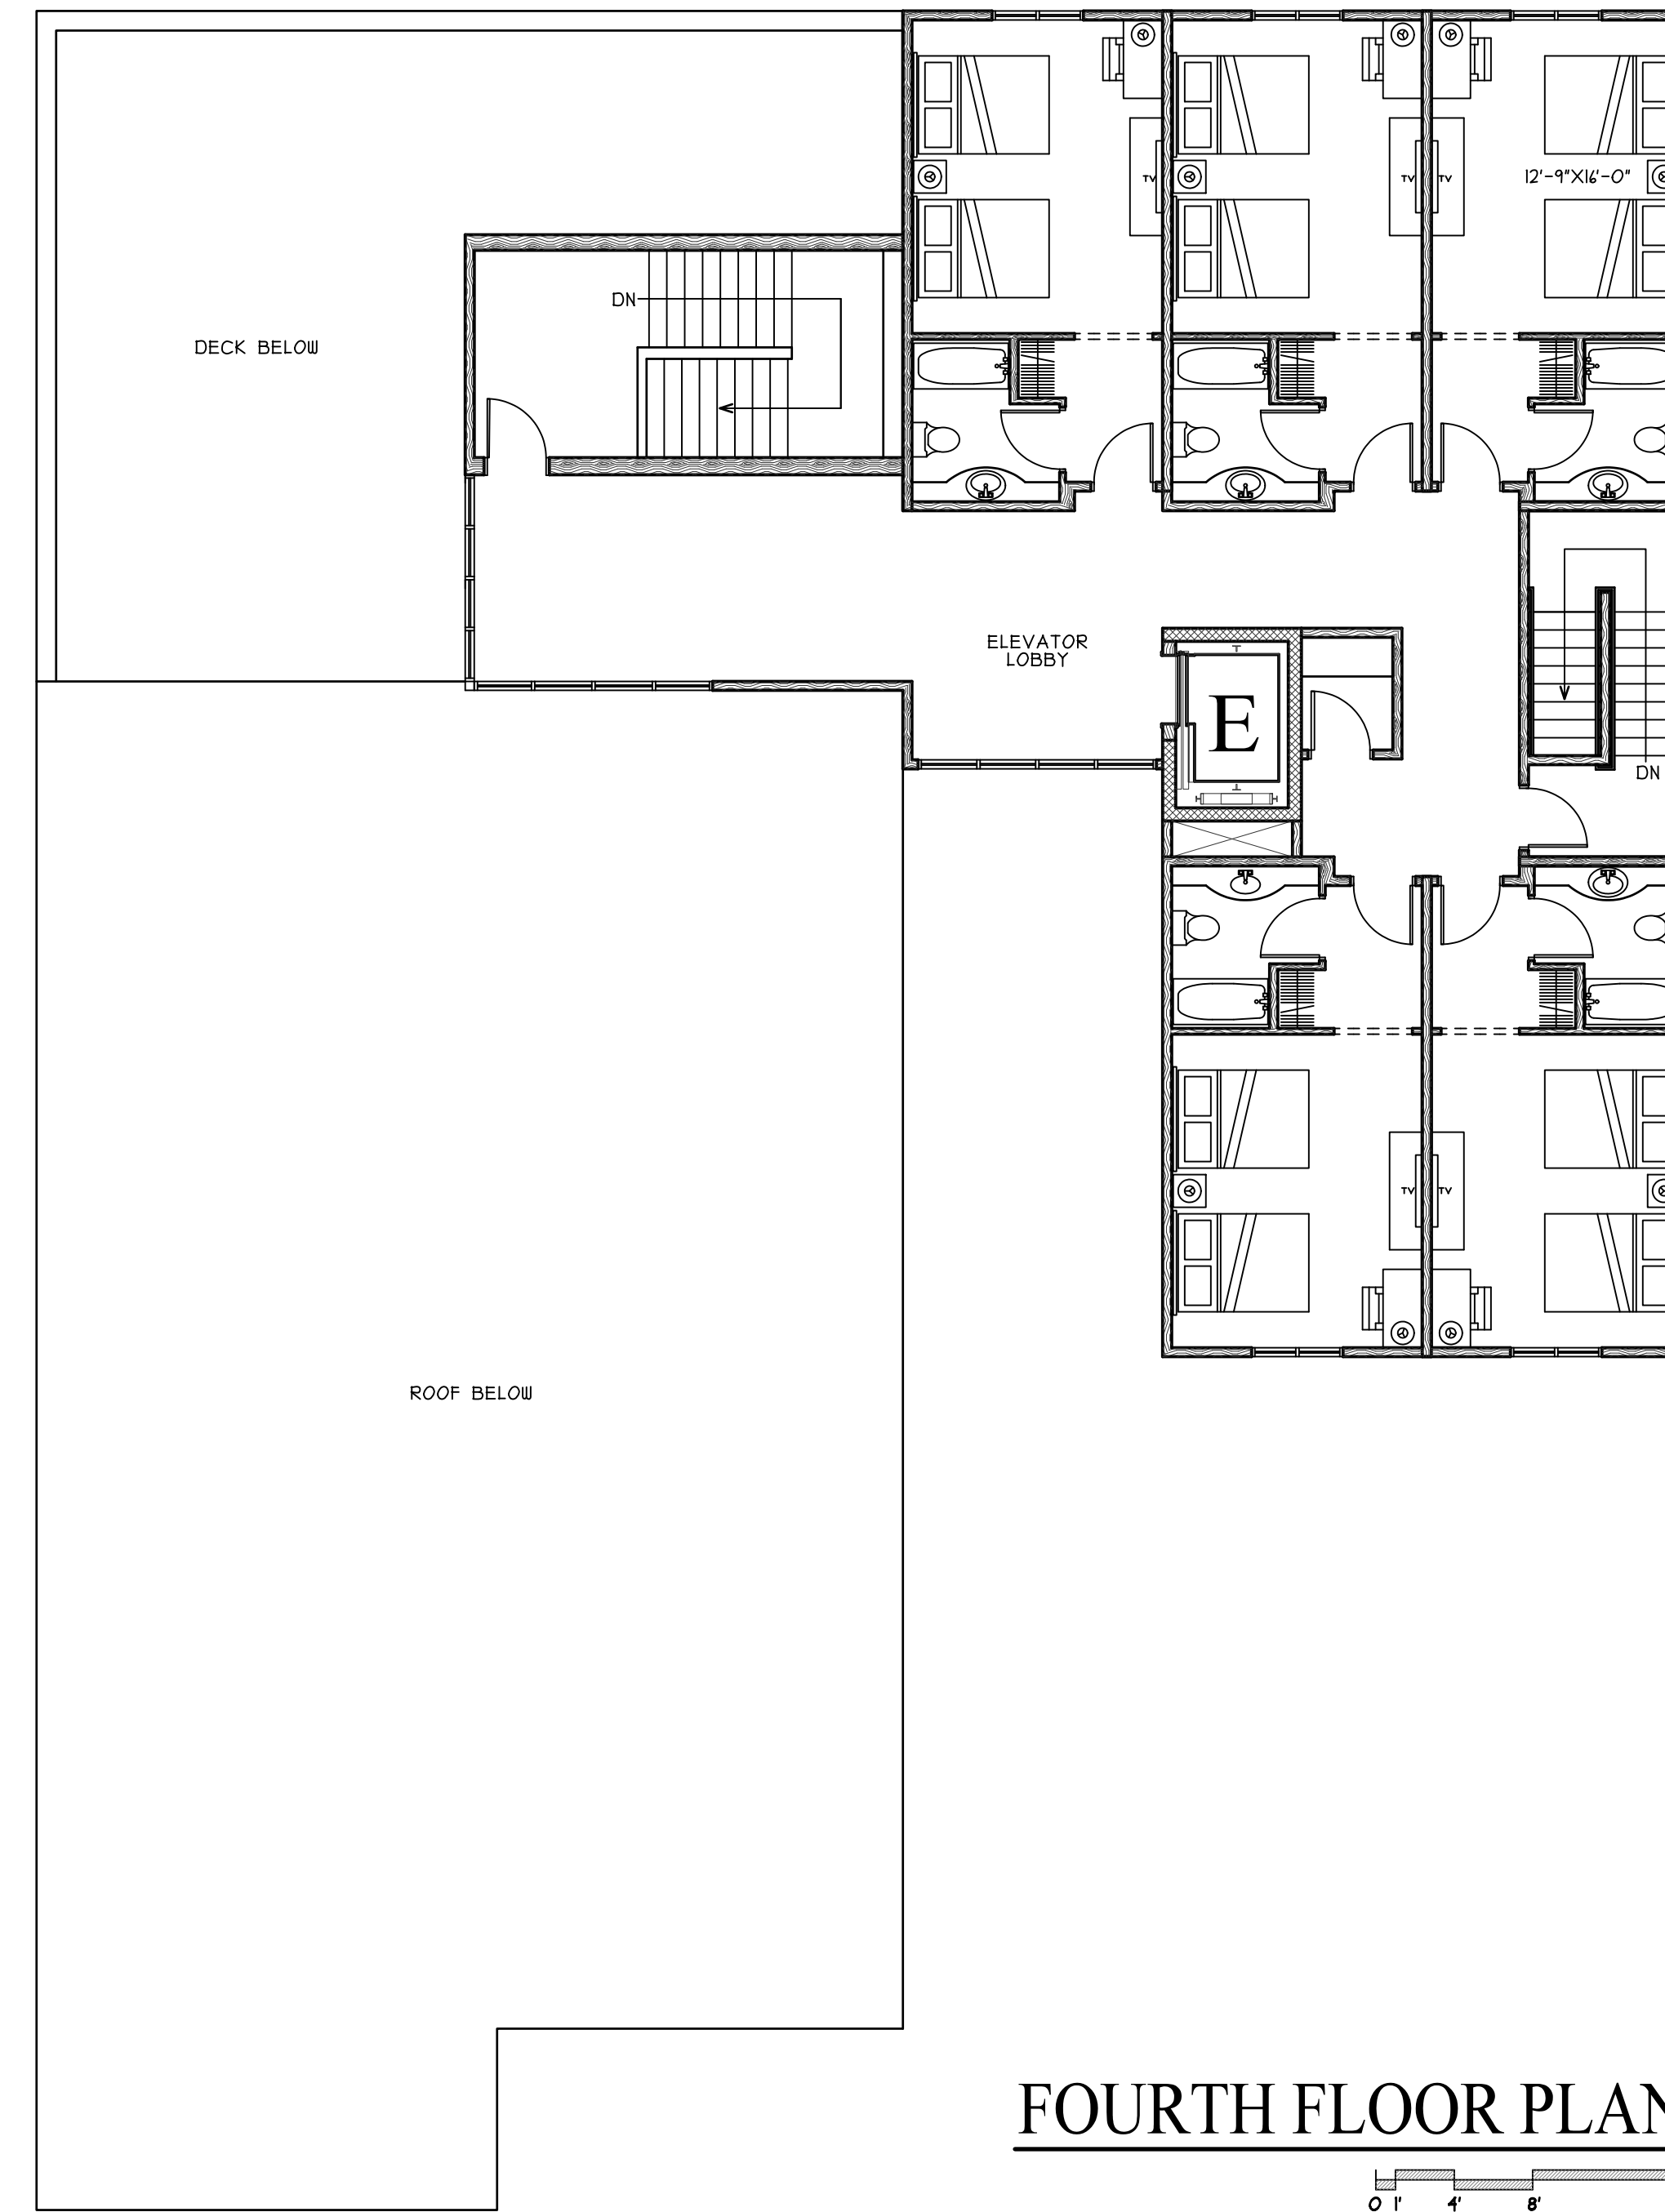 TV
TV
TV
12'-9"X16'-0"
DN
DECK BELOW
ELEVATOR
LOBBY
E
DN
TV
TV
ROOF BELOW
FOURTH FLOOR PLAN
0 1' 4' 8'